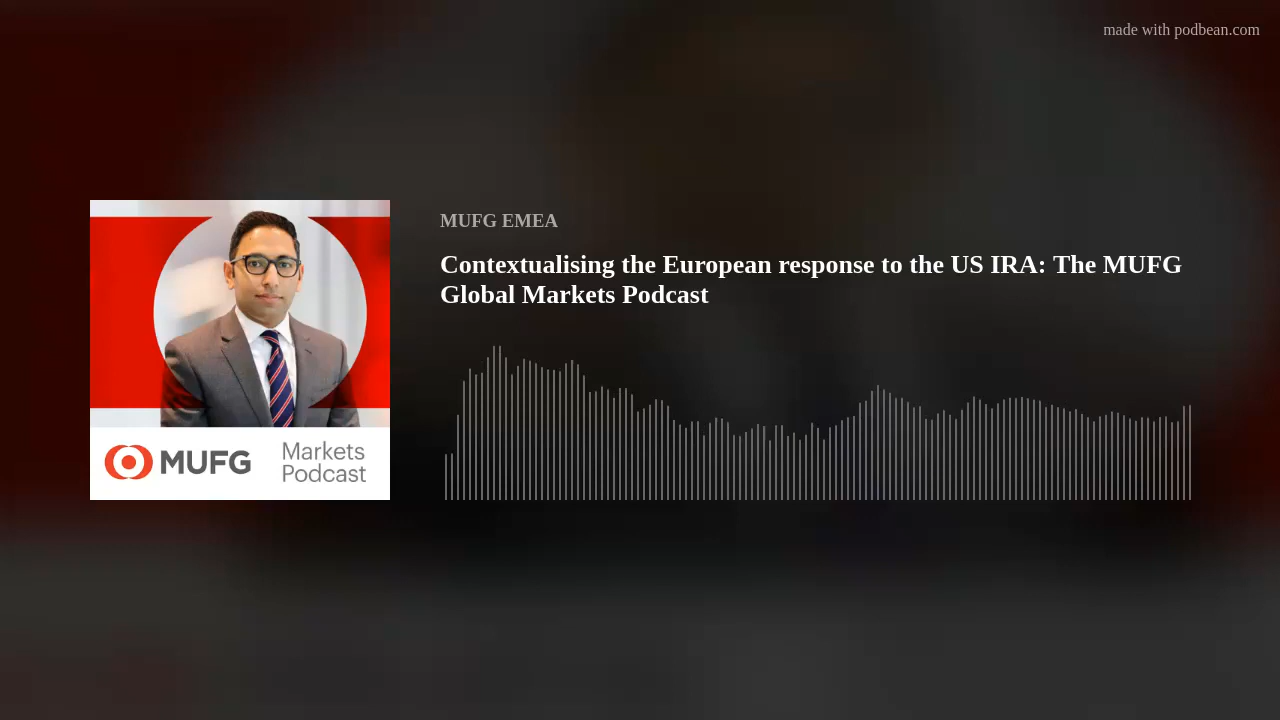 made with podbean.com
MUFG EMEA
Contextualising the European response to the US IRA: The MUFG
Global Markets Podcast
MUFG
Markets
Podcast